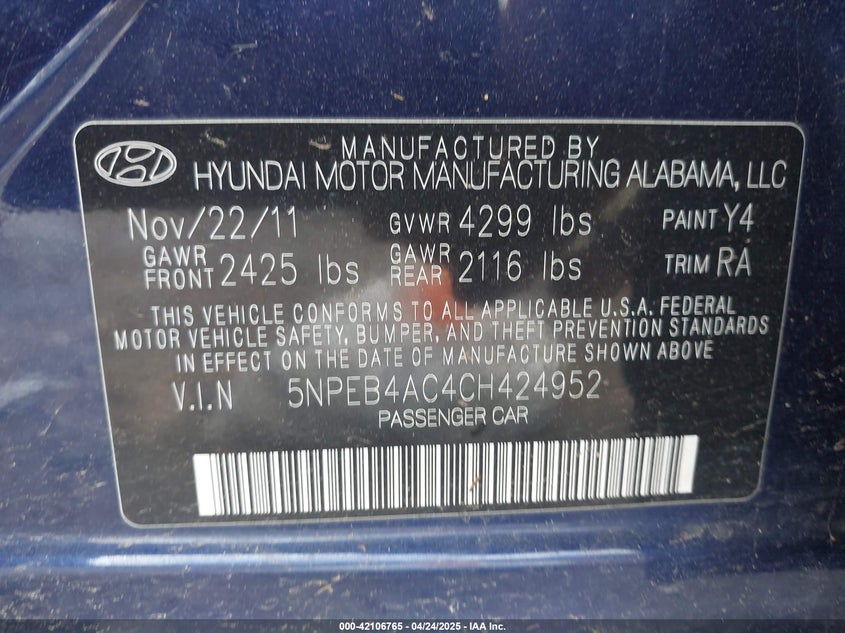 MANUFACTURED BY
HYUNDAI MOTOR MANUFACTURING ALABAMA, LLC
Nov/22/11 GVWR 4299 lbs PAINT Y4
GAWR FRONT 2425 lbs GAWR REAR 2116 lbs TRIM RA
THIS VEHICLE CONFORMS TO ALL APPLICABLE U.S.A. FEDERAL
MOTOR VEHICLE SAFETY, BUMPER, AND THEFT PREVENTION STANDARDS
IN EFFECT ON THE DATE OF MANUFACTURE SHOWN ABOVE
V.I.N 5NPEB4AC4CH424952
PASSENGER CAR
000-42106765 - 04/24/2025 - IAA Inc.